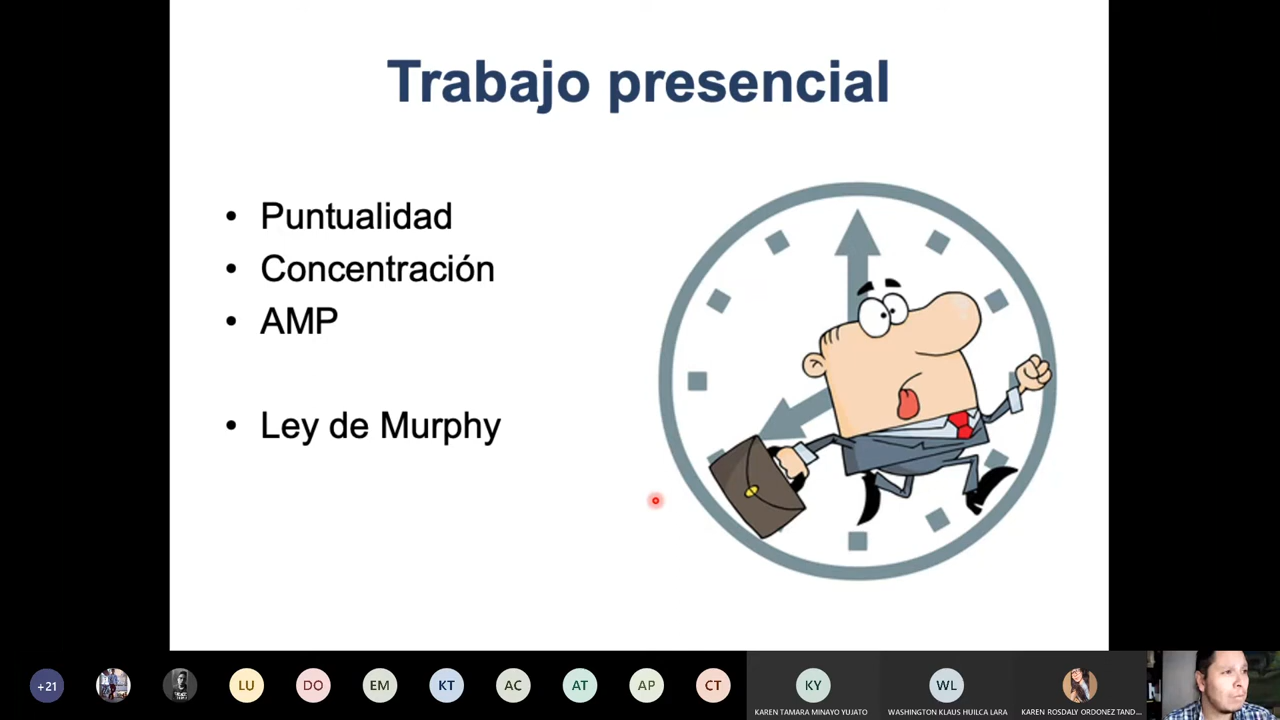 Trabajo presencial
• Puntualidad
• Concentración
• AMP
• Ley de Murphy
+21
LU
DO
EM
KT
AC
AT
AP
CT
KY
WL
KAREN TAMARA MINAYO YUJATO
WASHINGTON KLAUS HUILCA LARA
KAREN ROSDALY ORDONEZ TAND...